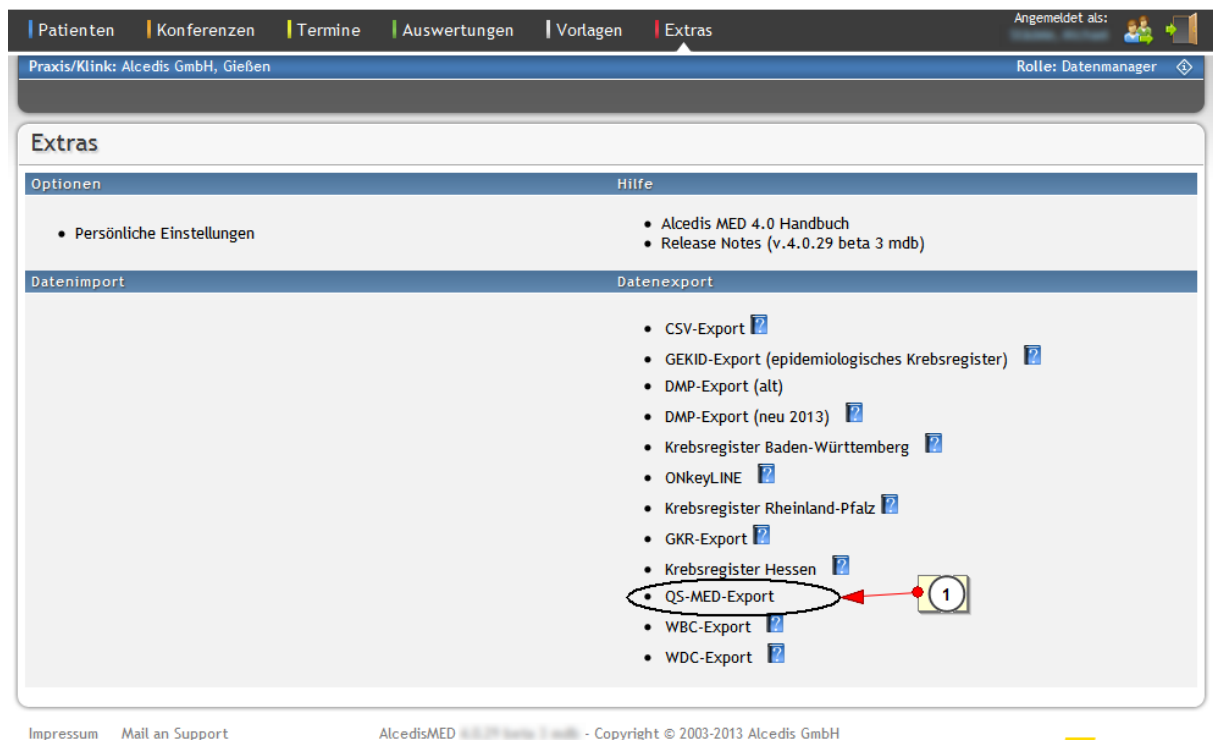 Patienten Konferenzen Termine Auswertungen Vorlagen Extras Angemeldet als:
Praxis/Klink: Alcedis GmbH, Gießen Rolle: Datenmanager
Extras
Optionen Hilfe
• Persönliche Einstellungen
• Alcedis MED 4.0 Handbuch
• Release Notes (v.4.0.29 beta 3 mdb)
Datenimport Datenexport
• CSV-Export
• GEKID-Export (epidemiologisches Krebsregister)
• DMP-Export (alt)
• DMP-Export (neu 2013)
• Krebsregister Baden-Württemberg
• ONkeyLINE
• Krebsregister Rheinland-Pfalz
• GKR-Export
• Krebsregister Hessen
• QS-MED-Export 1
• WBC-Export
• WDC-Export
Impressum Mail an Support AlcedisMED - Copyright © 2003-2013 Alcedis GmbH